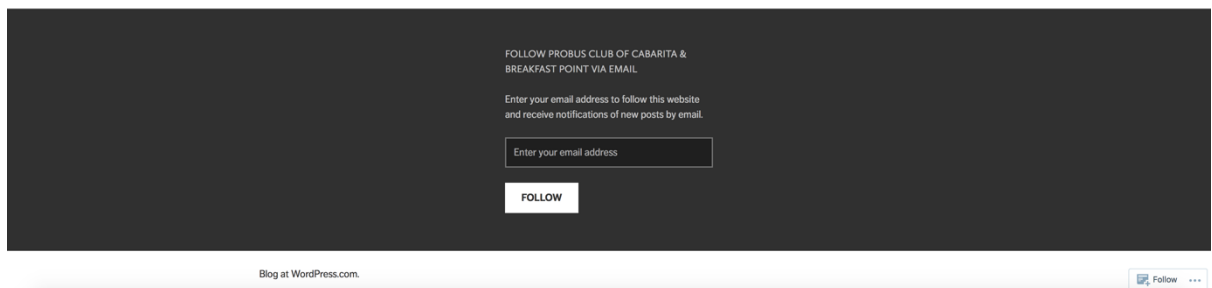 FOLLOW PROBUS CLUB OF CABARITA &
BREAKFAST POINT VIA EMAIL
Enter your email address to follow this website
and receive notifications of new posts by email.
Enter your email address
FOLLOW
Blog at WordPress.com.
Follow